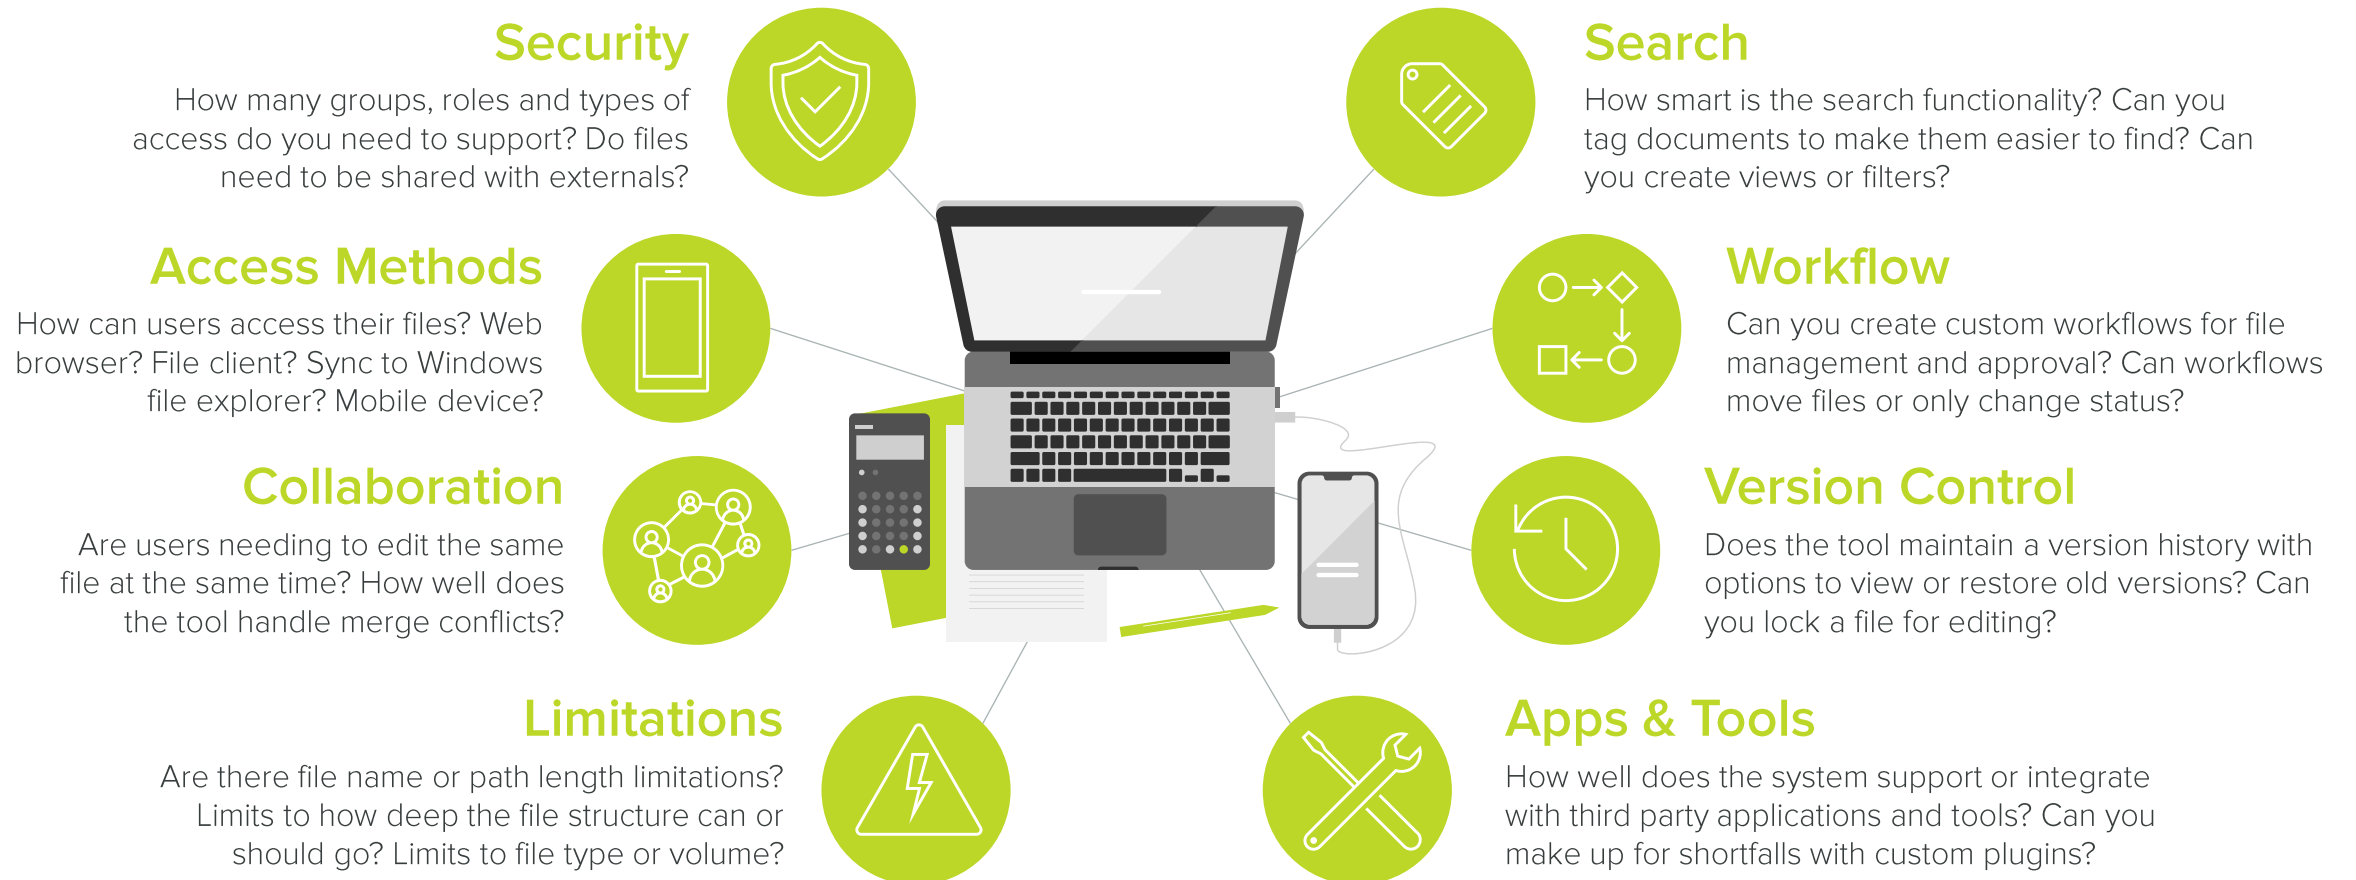 Security
How many groups, roles and types of
access do you need to support? Do files
need to be shared with externals?
Access Methods
How can users access their files? Web
browser? File client? Sync to Windows
file explorer? Mobile device?
Collaboration
Are users needing to edit the same
file at the same time? How well does
the tool handle merge conflicts?
Limitations
Are there file name or path length limitations?
Limits to how deep the file structure can or
should go? Limits to file type or volume?
Search
How smart is the search functionality? Can you
tag documents to make them easier to find? Can
you create views or filters?
Workflow
Can you create custom workflows for file
management and approval? Can workflows
move files or only change status?
Version Control
Does the tool maintain a version history with
options to view or restore old versions? Can
you lock a file for editing?
Apps & Tools
How well does the system support or integrate
with third party applications and tools? Can you
make up for shortfalls with custom plugins?